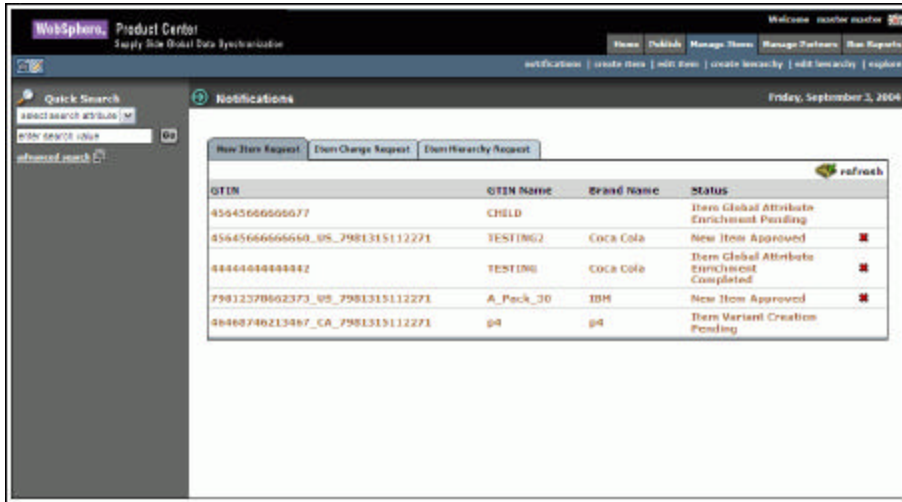 WebSphere. Product Center
Supply Side Global Data Synchronization
Welcome master master
Home Publish Manage Items Manage Partners Run Reports
notifications | create item | edit item | create hierarchy | edit hierarchy | explore
Quick Search
select search attribute
enter search value Go
advanced search
Notifications
Friday, September 3, 2004
New Item Request Item Change Request Item Hierarchy Request
refresh
GTIN GTIN Name Brand Name Status
45645666666677 CHILD Item Global Attribute
Enrichment Pending
45645666666660_US_7981315112271 TESTING2 Coca Cola New Item Approved
44444444444442 TESTING Coca Cola Item Global Attribute
Enrichment
Completed
79812378662373_US_7981315112271 A_Pack_30 IBM New Item Approved
46468746213467_CA_7981315112271 p4 p4 Item Variant Creation
Pending